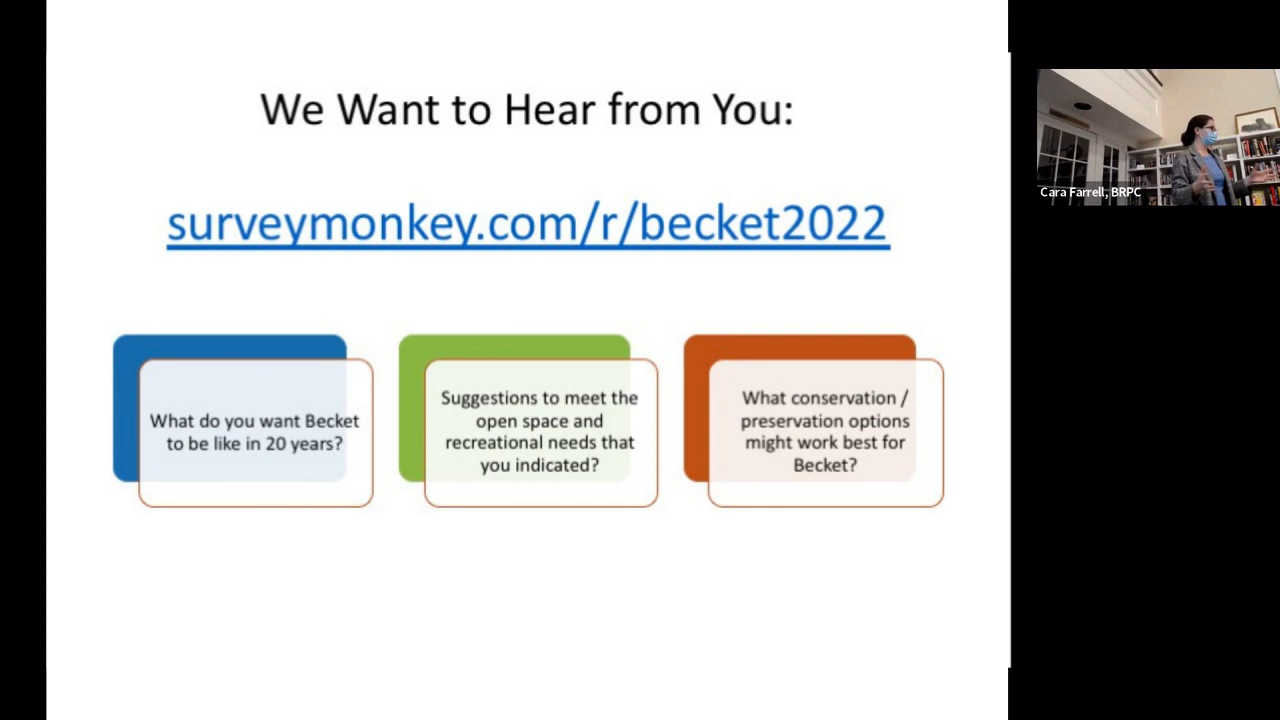 We Want to Hear from You:
surveymonkey.com/r/becket2022
What do you want Becket
to be like in 20 years?
Suggestions to meet the
open space and
recreational needs that
you indicated?
What conservation /
preservation options
might work best for
Becket?
Cara Farrell, BRPC